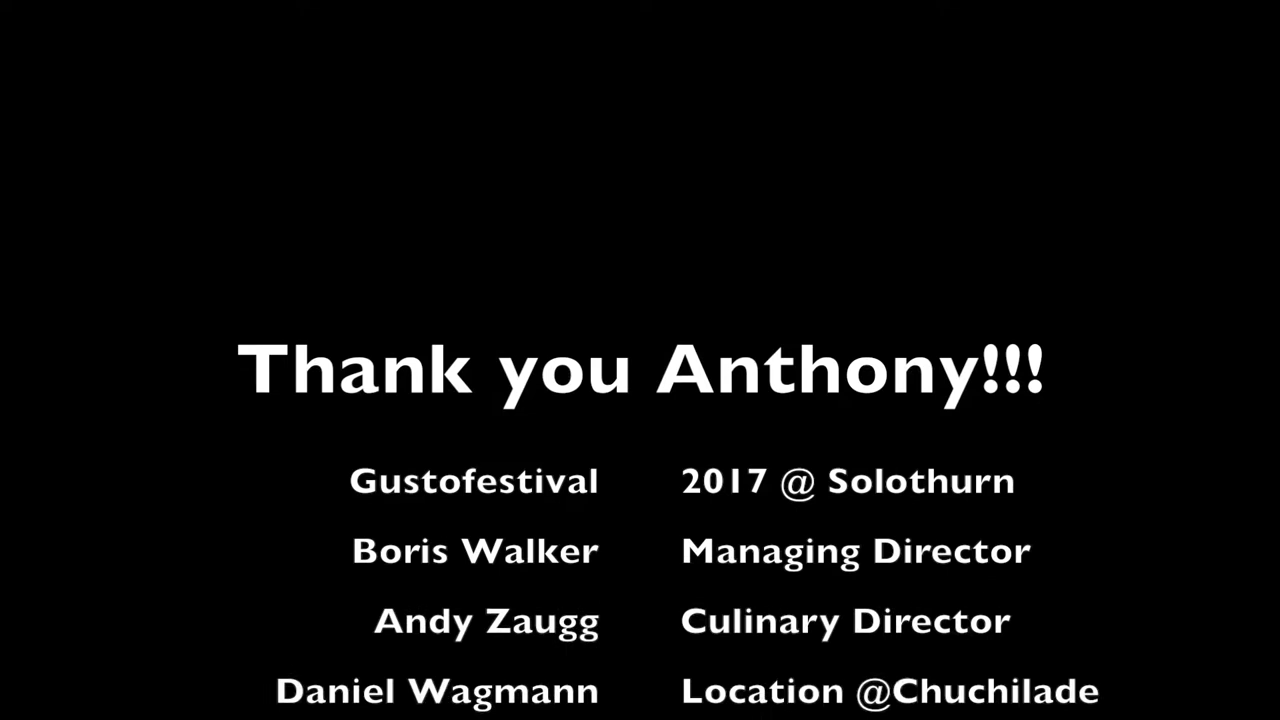 Thank you Anthony!!!
Gustofestival 2017 @ Solothurn
Boris Walker Managing Director
Andy Zaugg Culinary Director
Daniel Wagmann Location @Chuchilade